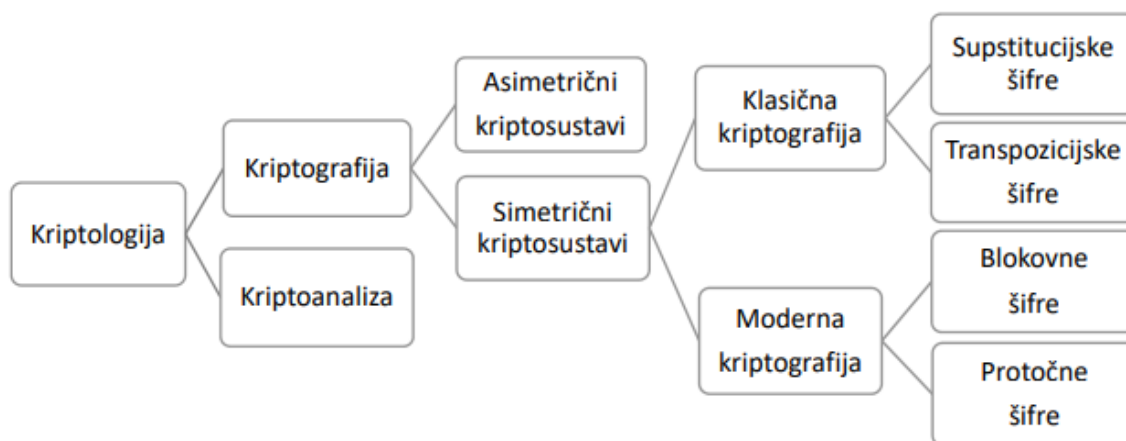 Kriptologija
Kriptografija
Kriptoanaliza
Asimetrični
kriptosustavi
Simetrični
kriptosustavi
Klasična
kriptografija
Moderna
kriptografija
Supstitucijske
šifre
Transpozicijske
šifre
Blokovne
šifre
Protočne
šifre